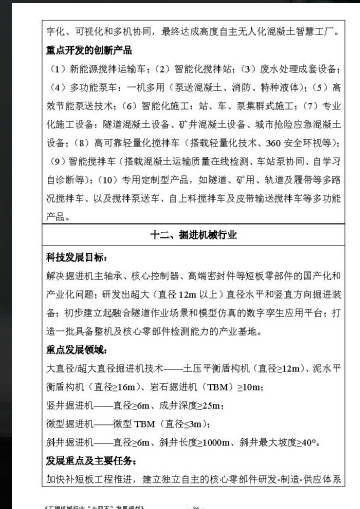 字化、可视化和多机协同，最终达成高度自主无人化混凝土智慧工厂。
重点开发的创新产品
（1）新能源搅拌运输车；（2）智能化搅拌站；（3）废水处理成套设备；
（4）多功能泵车：一机多用（泵送混凝土、消防、特种液体）；（5）高
效节能泵送技术；（6）智能化施工：站、车、泵集群式施工；（7）专业
化施工设备：隧道混凝土设备、矿井混凝土设备、城市抢险应急混凝土
设备；（8）高可靠轻量化搅拌车（搭载轻量化技术、360 安全环视等）；
（9）智能搅拌车（搭载混凝土运输质量在线检测、车站泵协同、自学习
自诊断等）；（10）专用定制型产品，如隧道、矿用、轨道及履带等多路
况搅拌车、以及搅拌泵送车、自上料搅拌车及皮带输送搅拌车等多功能
产品。
十二、掘进机械行业
科技发展目标：
解决掘进机主轴承、核心控制器、高端密封件等短板零部件的国产化和
产业化问题；研发出超大（直径 12m 以上）直径水平和竖直方向掘进装
备；初步建立起融合隧道作业场景和模型仿真的数字孪生应用平台；打
造一批具备整机及核心零部件检测能力的产业基地。
重点发展领域：
大直径/超大直径掘进机技术——土压平衡盾构机（直径≥12m）、泥水平
衡盾构机（直径≥16m）、岩石掘进机（TBM）≥10m；
竖井掘进机——直径≥6m、成井深度≥25m；
微型掘进机——微型 TBM（直径≤3m）；
斜井掘进机——直径≥6m、斜井长度≥1000m、斜井最大坡度≥40°。
发展重点及主要任务：
加快补短板工程推进，建立独立自主的核心零部件研发-制造-供应体系